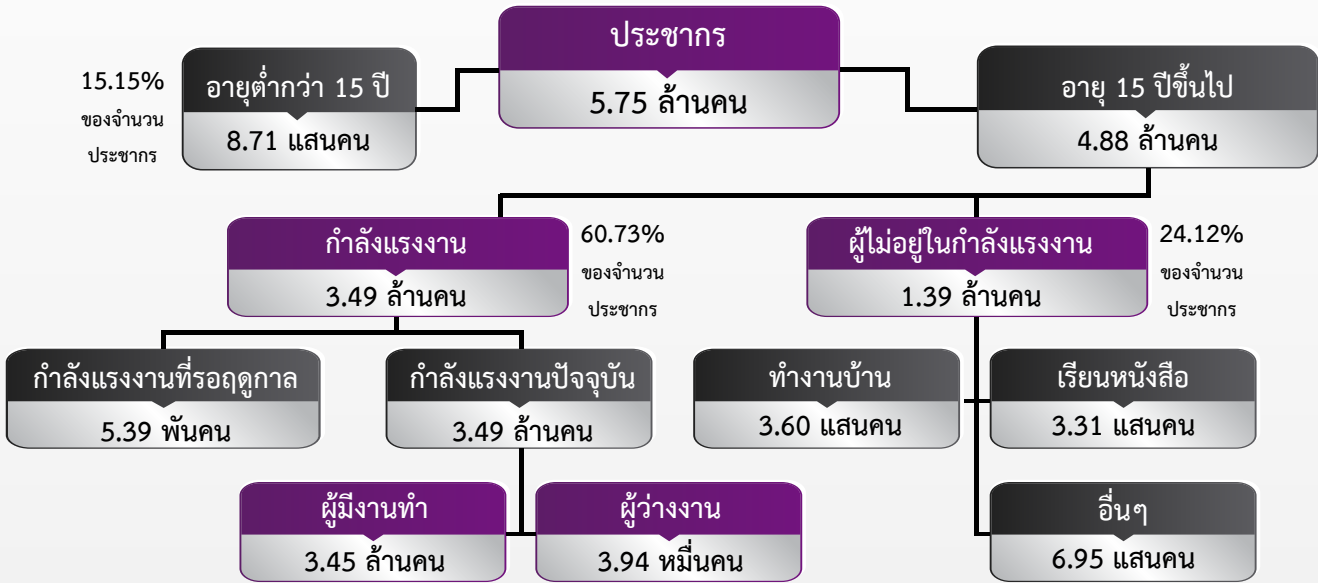 ประชากร
5.75 ล้านคน
15.15%
ของจำนวน
ประชากร
อายุต่ำกว่า 15 ปี
8.71 แสนคน
อายุ 15 ปีขึ้นไป
4.88 ล้านคน
กำลังแรงงาน
3.49 ล้านคน
60.73%
ของจำนวน
ประชากร
ผู้ไม่อยู่ในกำลังแรงงาน
1.39 ล้านคน
24.12%
ของจำนวน
ประชากร
กำลังแรงงานที่รอฤดูกาล
5.39 พันคน
กำลังแรงงานปัจจุบัน
3.49 ล้านคน
ทำงานบ้าน
3.60 แสนคน
เรียนหนังสือ
3.31 แสนคน
ผู้มีงานทำ
3.45 ล้านคน
ผู้ว่างงาน
3.94 หมื่นคน
อื่นๆ
6.95 แสนคน